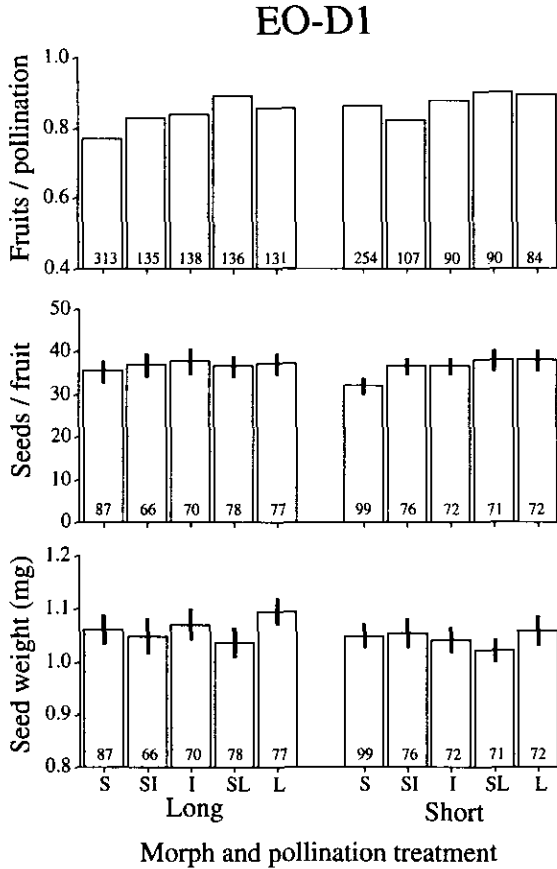 EO-D1
Fruits / pollination
1.0
0.8
0.6
0.4
313 135 138 136 131 254 107 90 90 84
Seeds / fruit
50
40
30
20
10
0
87 66 70 78 77 99 76 72 71 72
Seed weight (mg)
1.2
1.1
1.0
0.9
0.8
87 66 70 78 77 99 76 72 71 72
S SI I SL L S SI I SL L
Long Short
Morph and pollination treatment